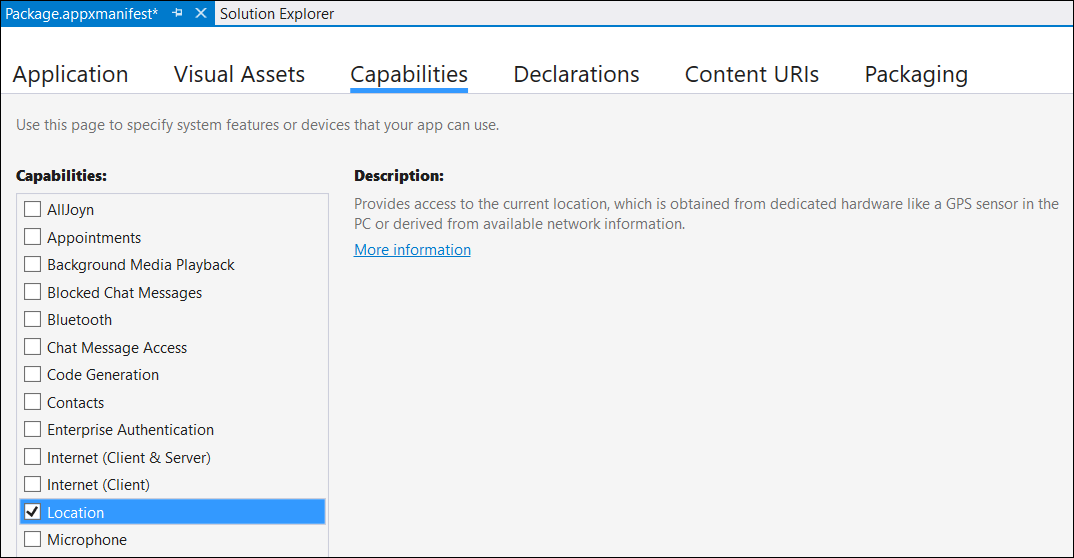 Package.appxmanifest* Solution Explorer
Application Visual Assets Capabilities Declarations Content URIs Packaging
Use this page to specify system features or devices that your app can use.
Capabilities:
AllJoyn
Appointments
Background Media Playback
Blocked Chat Messages
Bluetooth
Chat Message Access
Code Generation
Contacts
Enterprise Authentication
Internet (Client & Server)
Internet (Client)
Location
Microphone
Description:
Provides access to the current location, which is obtained from dedicated hardware like a GPS sensor in the
PC or derived from available network information.
More information